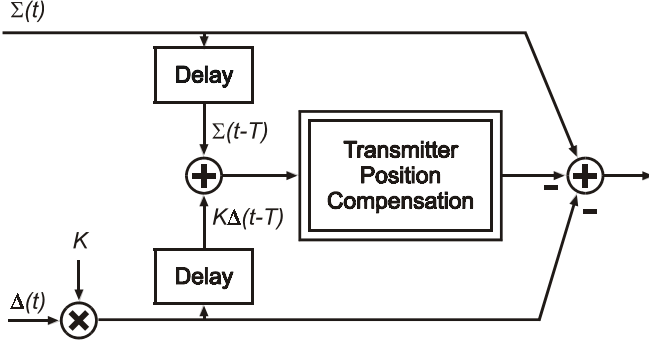 Σ(t)
Delay
Σ(t-T)
+
Transmitter
Position
Compensation
+
-
-
KΔ(t-T)
K
Delay
Δ(t)
×